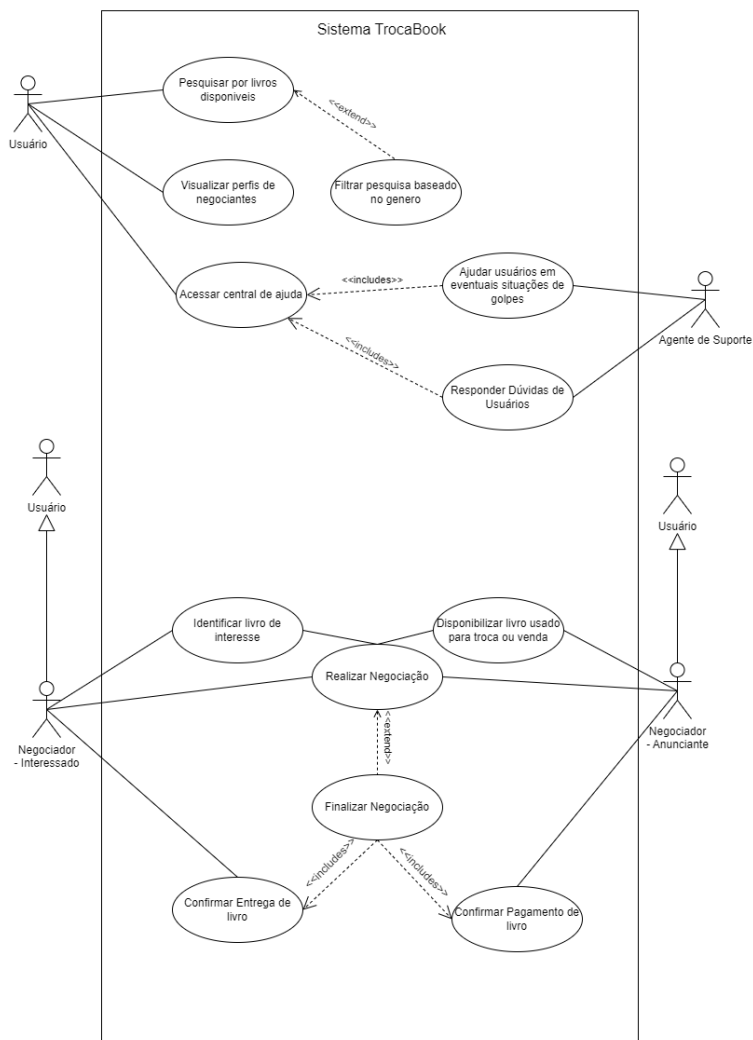 Sistema TrocaBook
Pesquisar por livros
disponiveis
<<extend>>
Usuário
Visualizar perfis de
negociantes
Filtrar pesquisa baseado
no genero
Acessar central de ajuda
<<includes>>
Ajudar usuários em
eventuais situações de
golpes
Agente de Suporte
<<includes>>
Responder Dúvidas de
Usuários
Usuário
Usuário
Identificar livro de
interesse
Disponibilizar livro usado
para troca ou venda
Realizar Negociação
Negociador
- Interessado
Negociador
- Anunciante
<<extend>>
Finalizar Negociação
<<includes>>
<<includes>>
Confirmar Entrega de
livro
Confirmar Pagamento de
livro